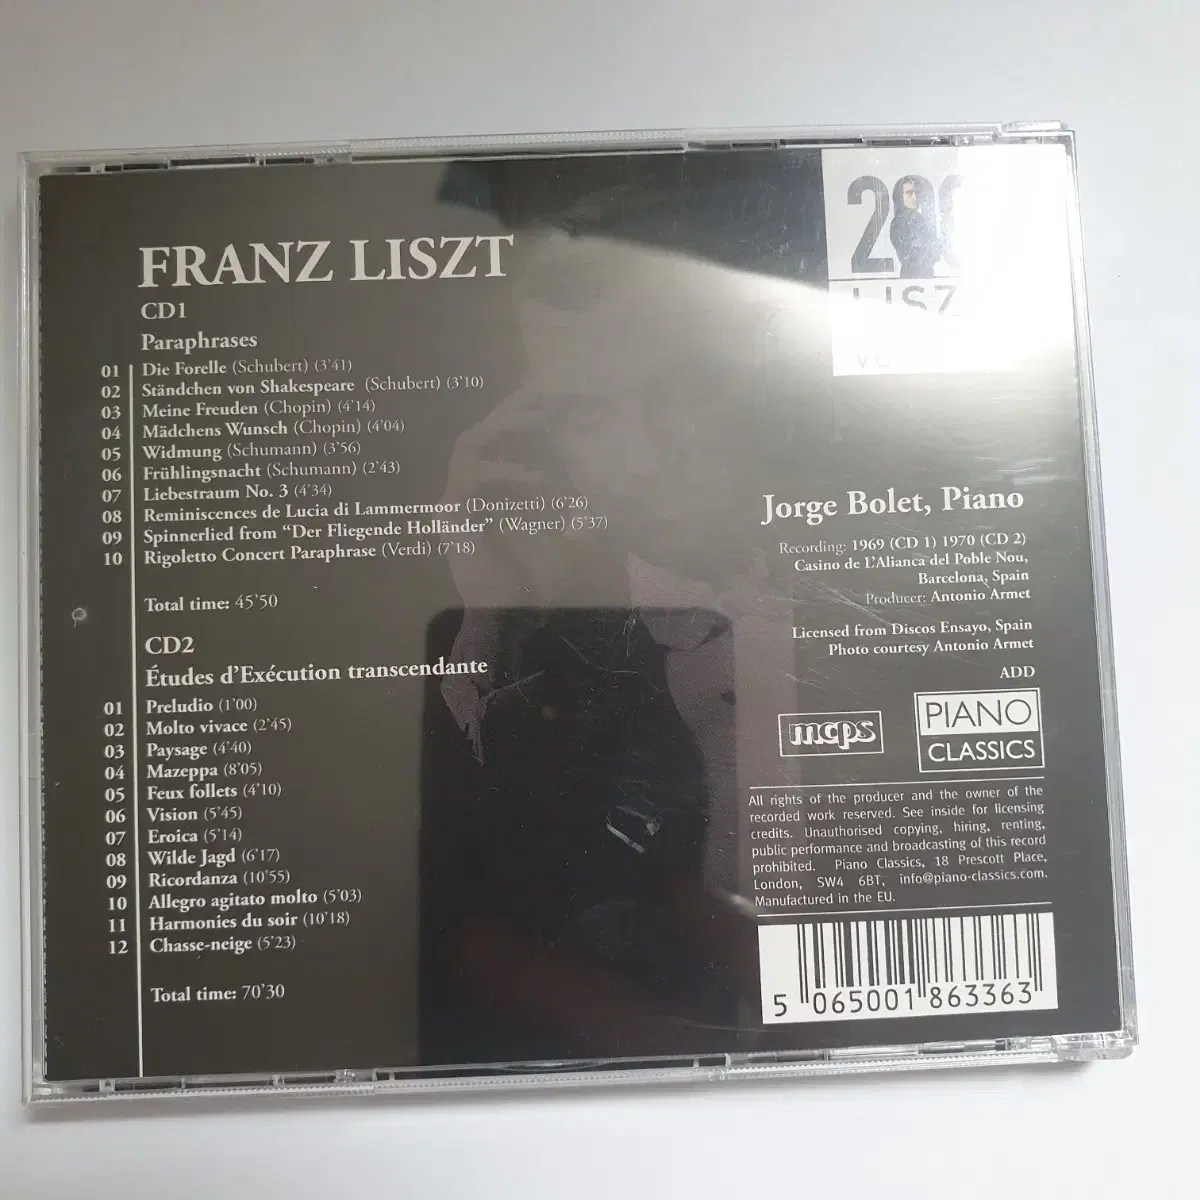 FRANZ LISZT
CD1
Paraphrases
01 Die Forelle (Schubert) (3'41)
02 Ständchen von Shakespeare (Schubert) (3'10)
03 Meine Freuden (Chopin) (4'14)
04 Mädchens Wunsch (Chopin) (4'04)
05 Widmung (Schumann) (3'56)
06 Frühlingsnacht (Schumann) (2'43)
07 Liebestraum No. 3 (4'34)
08 Reminiscences de Lucia di Lammermoor (Donizetti) (6'26)
09 Spinnerlied from "Der Fliegende Holländer" (Wagner) (5'37)
10 Rigoletto Concert Paraphrase (Verdi) (7'18)
Total time: 45'50
CD2
Études d'Exécution transcendante
01 Preludio (1'00)
02 Molto vivace (2'45)
03 Paysage (4'40)
04 Mazeppa (8'05)
05 Feux follets (4'10)
06 Vision (5'45)
07 Eroica (5'14)
08 Wilde Jagd (6'17)
09 Ricordanza (10'55)
10 Allegro agitato molto (5'03)
11 Harmonies du soir (10'18)
12 Chasse-neige (5'23)
Total time: 70'30
Jorge Bolet, Piano
Recording: 1969 (CD 1) 1970 (CD 2)
Casino de L'Alianca del Poble Nou,
Barcelona, Spain
Producer: Antonio Armet
Licensed from Discos Ensayo, Spain
Photo courtesy Antonio Armet
ADD
mcps
PIANO
CLASSICS
All rights of the producer and the owner of the
recorded work reserved. See inside for licensing
credits. Unauthorised copying, hiring, renting,
public performance and broadcasting of this record
prohibited. Piano Classics, 18 Prescott Place,
London, SW4 6BT, info@piano-classics.com.
Manufactured in the EU.
5 065001 863363